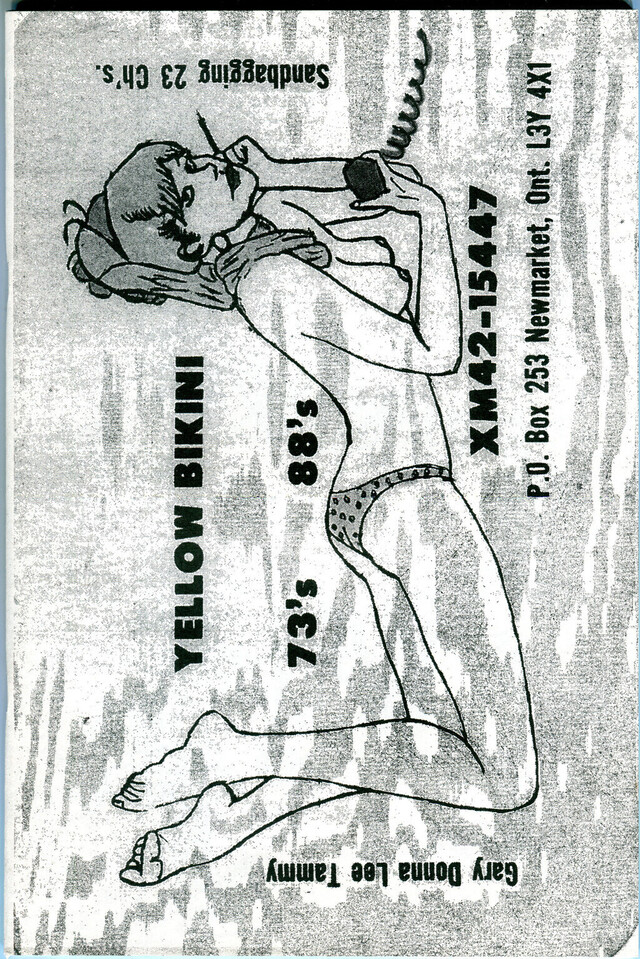 Sandbagging 23 Ch's.
YELLOW BIKINI
73's 88's
XM42-15447
P.O. Box 253 Newmarket, Ont. L3Y 4X1
Gary Donna Lee Tammy